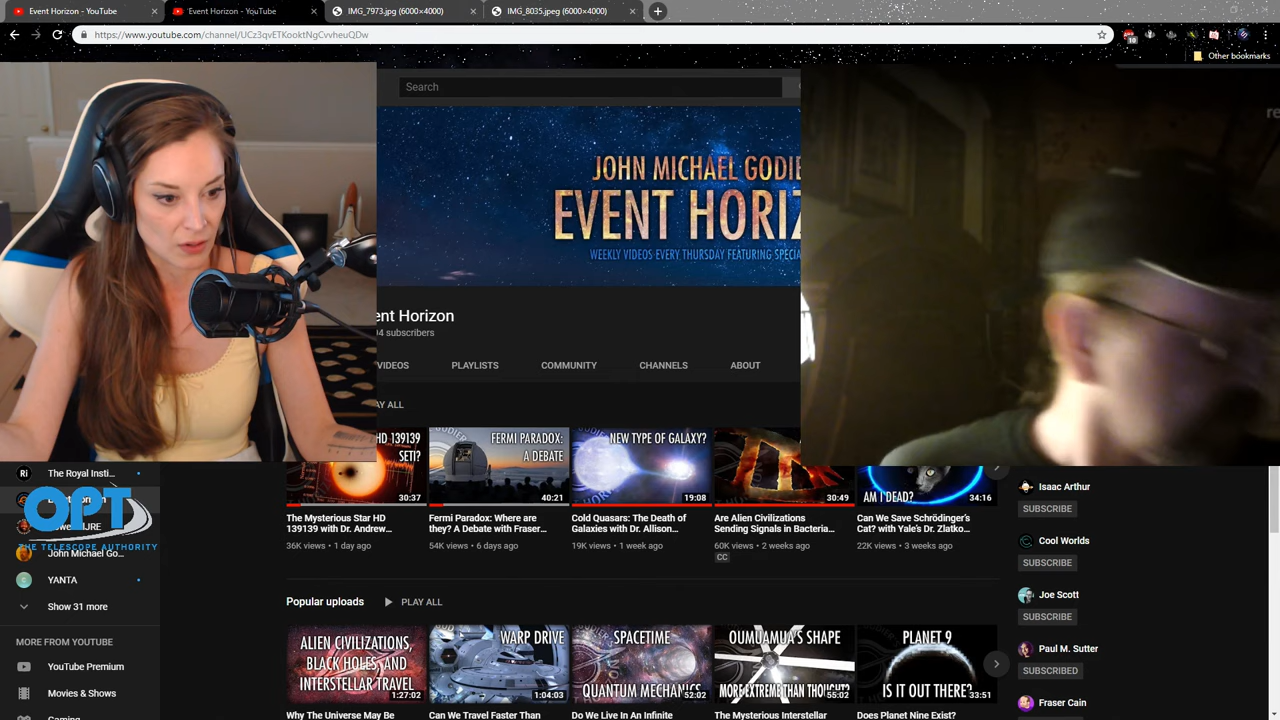 Event Horizon - YouTube
Event Horizon - YouTube
IMG_7973.jpg (6000×4000)
IMG_8035.jpeg (6000×4000)
https://www.youtube.com/channel/UCz3qvETKooktNgCvvheuQDw
10
Other bookmarks
Search
JOHN MICHAEL GODIE
EVENT HORIZ
WEEKLY VIDEOS EVERY THURSDAY FEATURING SPECIA
ent Horizon
4 subscribers
VIDEOS
PLAYLISTS
COMMUNITY
CHANNELS
ABOUT
AY ALL
HD 139139
SETI?
30:37
FERMI PARADOX:
A DEBATE
40:21
NEW TYPE OF GALAXY?
19:08
30:49
AM I DEAD?
34:16
The Mysterious Star HD
139139 with Dr. Andrew...
36K views • 1 day ago
Fermi Paradox: Where are
they? A Debate with Fraser...
54K views • 6 days ago
Cold Quasars: The Death of
Galaxies with Dr. Allison...
19K views • 1 week ago
Are Alien Civilizations
Sending Signals in Bacteria...
60K views • 2 weeks ago
CC
Can We Save Schrödinger's
Cat? with Yale's Dr. Zlatko...
22K views • 3 weeks ago
Ri
The Royal Insti...
OPT
THE TELESCOPE AUTHORITY
John Michael Go...
YANTA
Show 31 more
MORE FROM YOUTUBE
YouTube Premium
Movies & Shows
Gaming
Popular uploads
PLAY ALL
ALIEN CIVILIZATIONS,
BLACK HOLES, AND
INTERSTELLAR TRAVEL
1:27:02
WARP DRIVE
1:04:03
SPACETIME
QUANTUM MECHANICS
52:02
OUMUAMUA'S SHAPE
MORE EXTREME THAN THOUGHT?
55:02
PLANET 9
IS IT OUT THERE?
33:51
Why The Universe May Be
Can We Travel Faster Than
Do We Live In An Infinite
The Mysterious Interstellar
Does Planet Nine Exist?
Isaac Arthur
SUBSCRIBE
Cool Worlds
SUBSCRIBE
Joe Scott
SUBSCRIBE
Paul M. Sutter
SUBSCRIBED
Fraser Cain